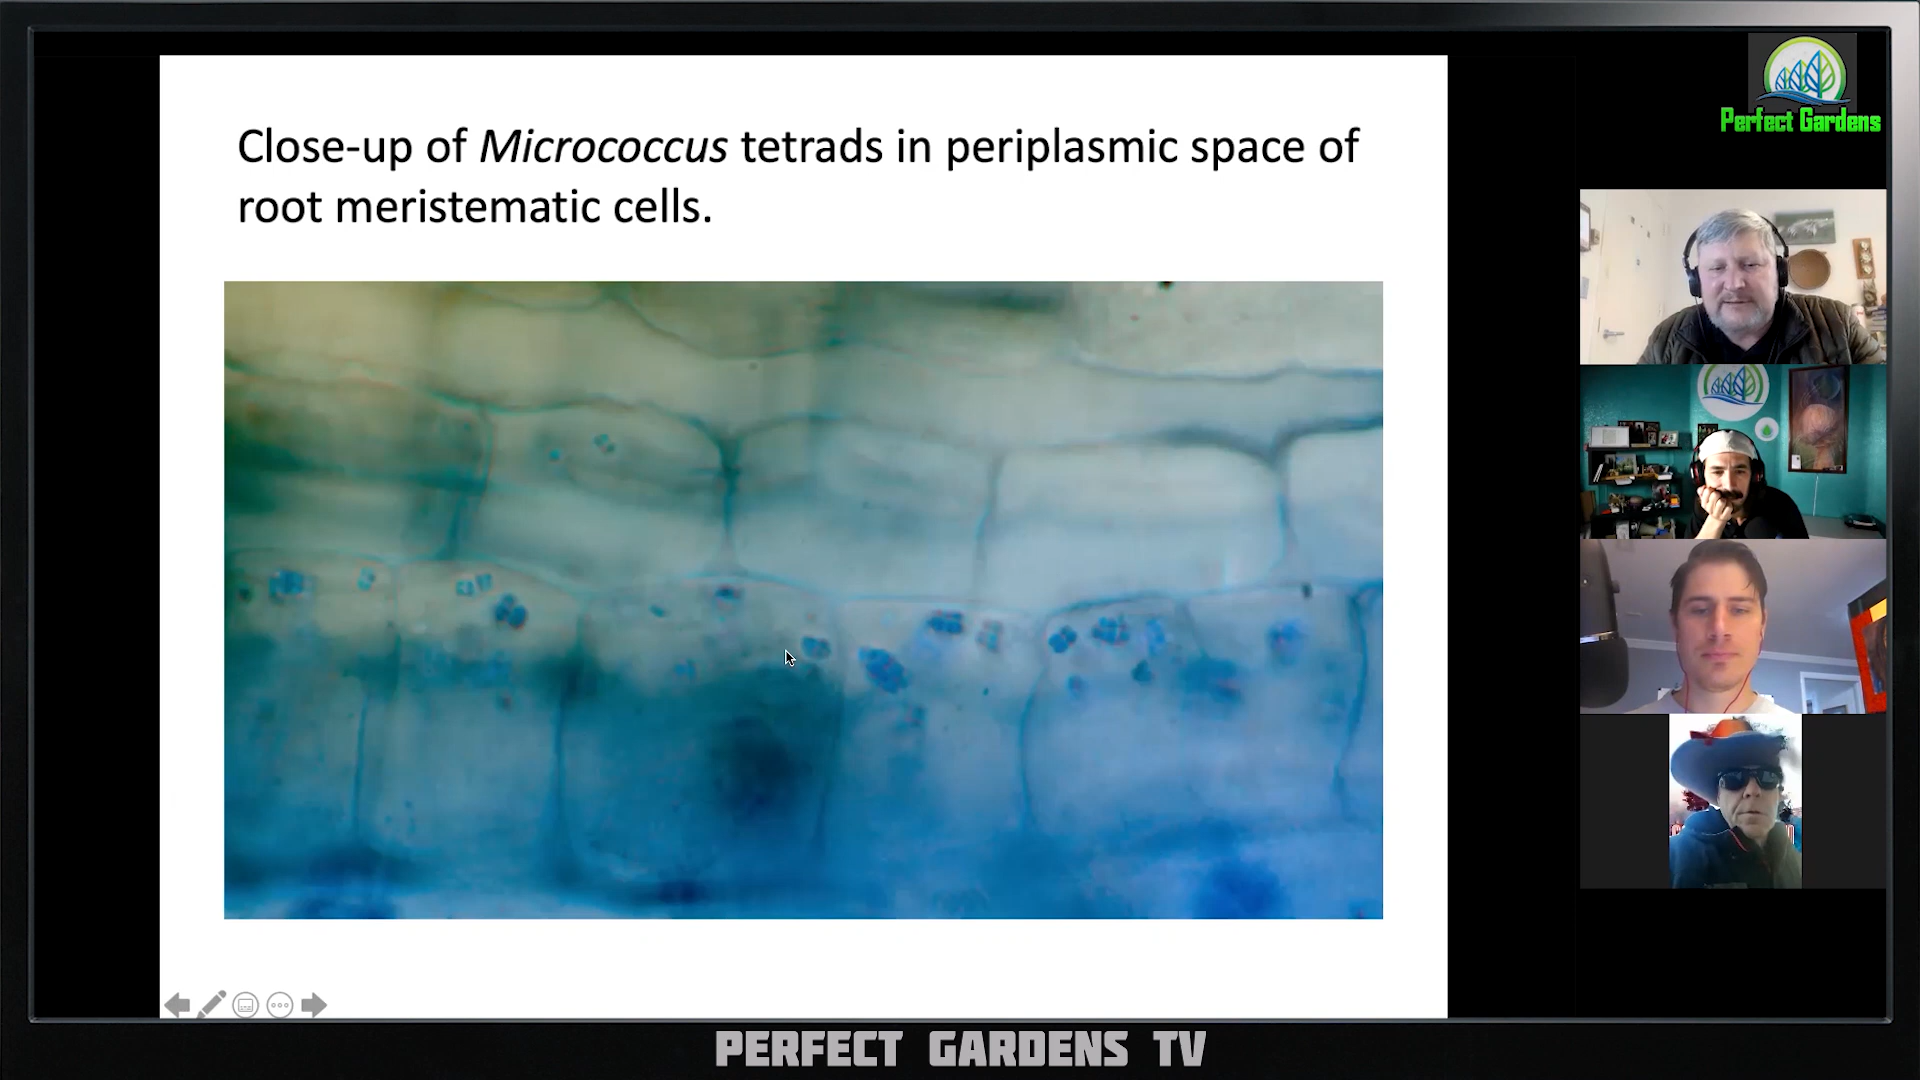 Perfect Gardens
Close-up of Micrococcus tetrads in periplasmic space of
root meristematic cells.
PERFECT GARDENS TV